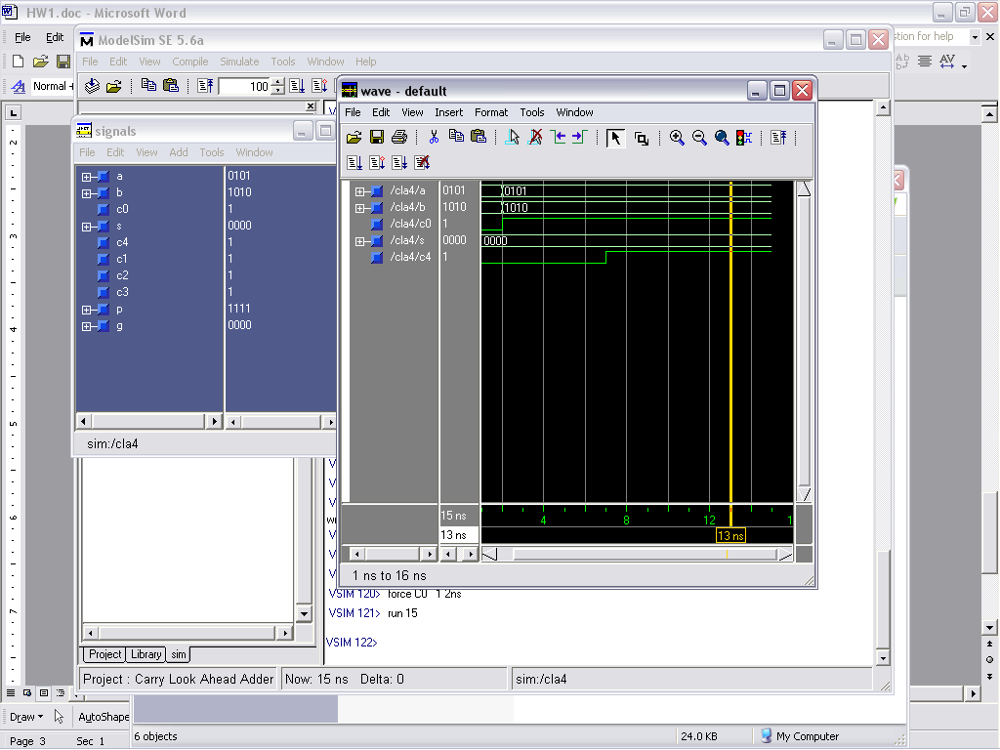 HW1.doc - Microsoft Word
File Edit
stion for help
Normal +
ModelSim SE 5.6a
File Edit View Compile Simulate Tools Window Help
100
signals
File Edit View Add Tools Window
a 0101
b 1010
c0 1
s 0000
c4 1
c1 1
c2 1
c3 1
p 1111
g 0000
sim:/cla4
wave - default
File Edit View Insert Format Tools Window
/cla4/a 0101 0101
/cla4/b 1010 1010
/cla4/c0 1
/cla4/s 0000 0000
/cla4/c4 1
15 ns 4 8 12 1
13 ns 13 ns
1 ns to 16 ns
VSIM 120> force C0 1 2ns
VSIM 121> run 15
VSIM 122>
Project Library sim
Project : Carry Look Ahead Adder Now: 15 ns Delta: 0 sim:/cla4
Draw AutoShape
6 objects 24.0 KB My Computer
Page 3 Sec 1
2
3
4
5
6
7